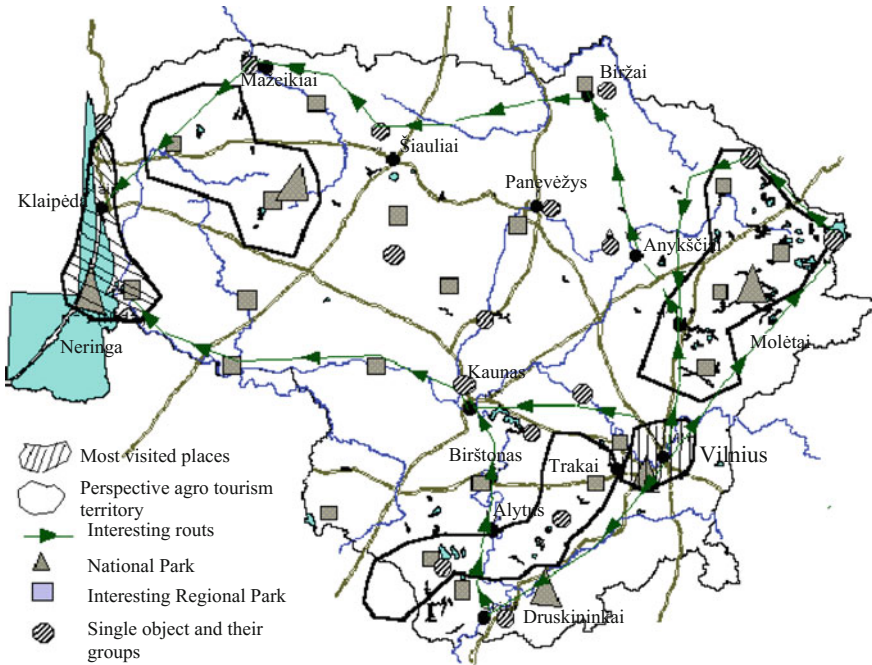 Mažeikiai
Biržai
Šiauliai
Panevėžys
Klaipėda
Anykščiai
Neringa
Molėtai
Kaunas
Birštonas
Trakai
Vilnius
Alytus
Druskininkai
Most visited places
Perspective agro tourism
territory
Interesting routs
National Park
Interesting Regional Park
Single object and their
groups